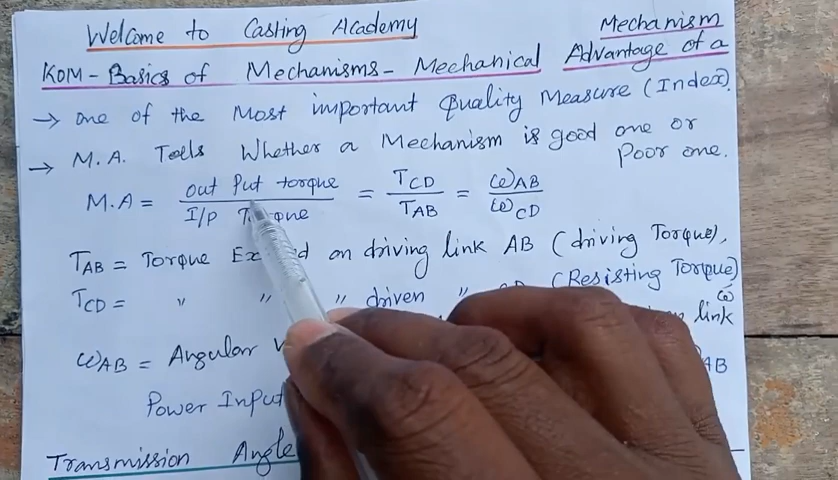 Welcome to Casting Academy
Mechanism
KOM - Basics of Mechanisms - Mechanical Advantage of a
→ One of the Most important Quality Measure (Index).
→ M.A. Tells Whether a Mechanism is good one or
Poor one.
M.A = out Put torque / I/p Torque = TCD / TAB = ωAB / ωCD
TAB = Torque on driving link AB (driving Torque),
TCD = " " " driven " (Resisting Torque)
ω
link
ωAB = Angular
AB
Power Input
Transmission Angle